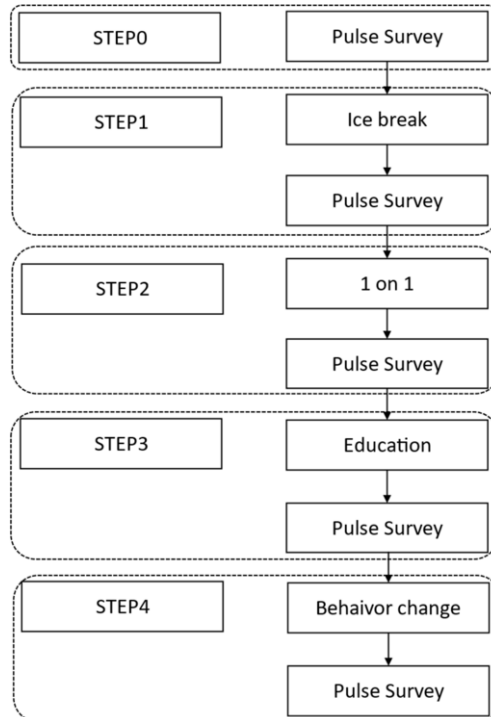 STEP0
Pulse Survey
STEP1
Ice break
Pulse Survey
STEP2
1 on 1
Pulse Survey
STEP3
Education
Pulse Survey
STEP4
Behaivor change
Pulse Survey